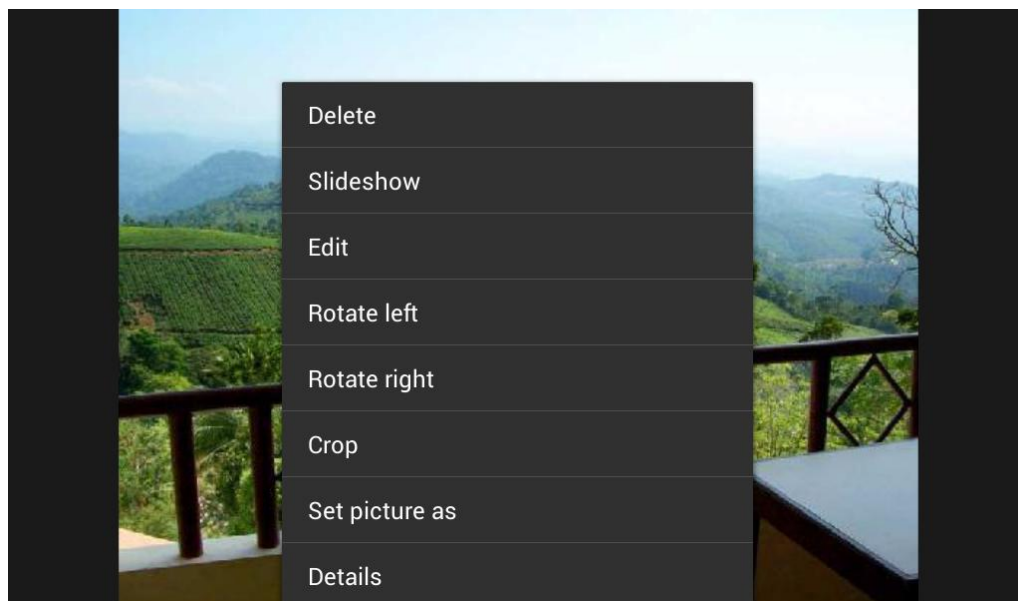 Delete
Slideshow
Edit
Rotate left
Rotate right
Crop
Set picture as
Details